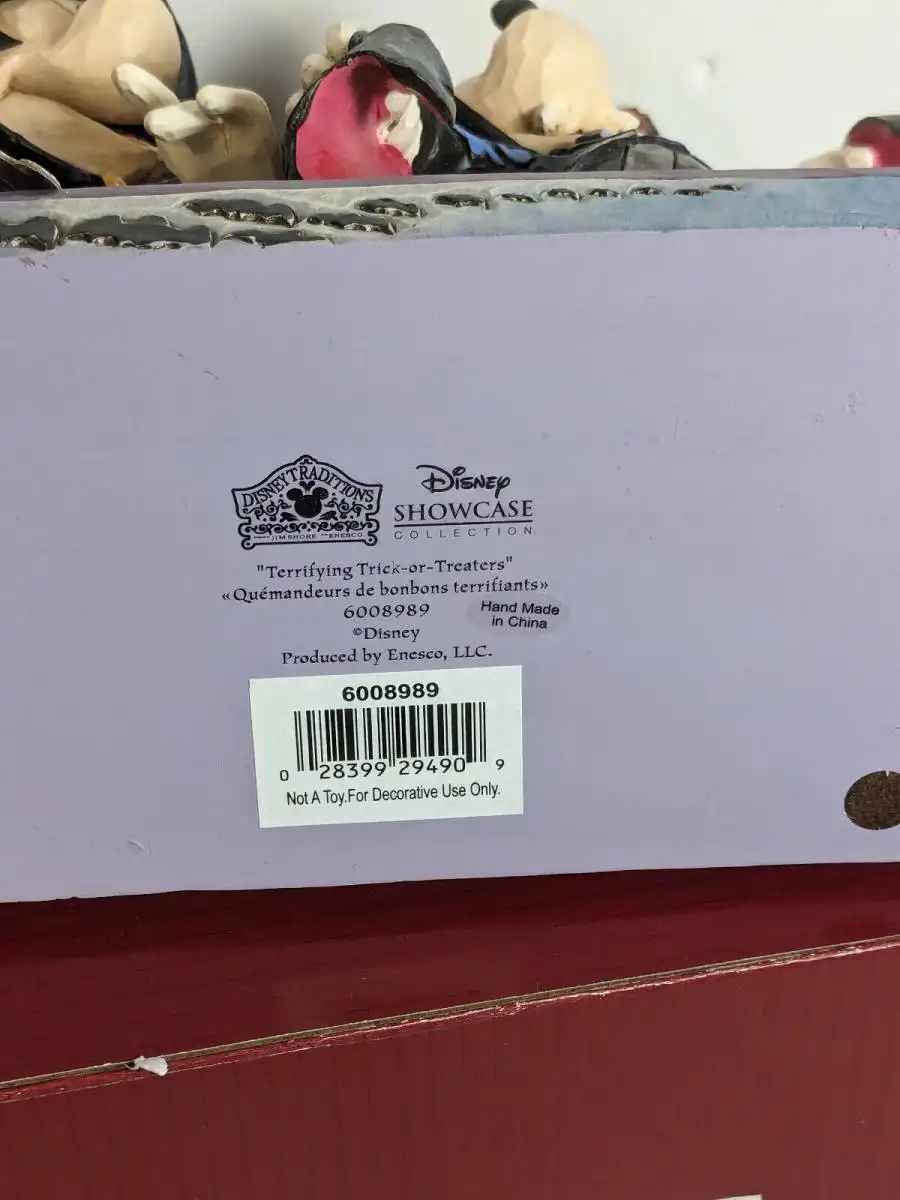 DISNEY TRADITIONS
JIM SHORE ENESCO
Disney
SHOWCASE
COLLECTION
"Terrifying Trick-or-Treaters"
«Quémandeurs de bonbons terrifiants»
6008989
Hand Made
in China
©Disney
Produced by Enesco, LLC.
6008989
0 28399 29490 9
Not A Toy.For Decorative Use Only.